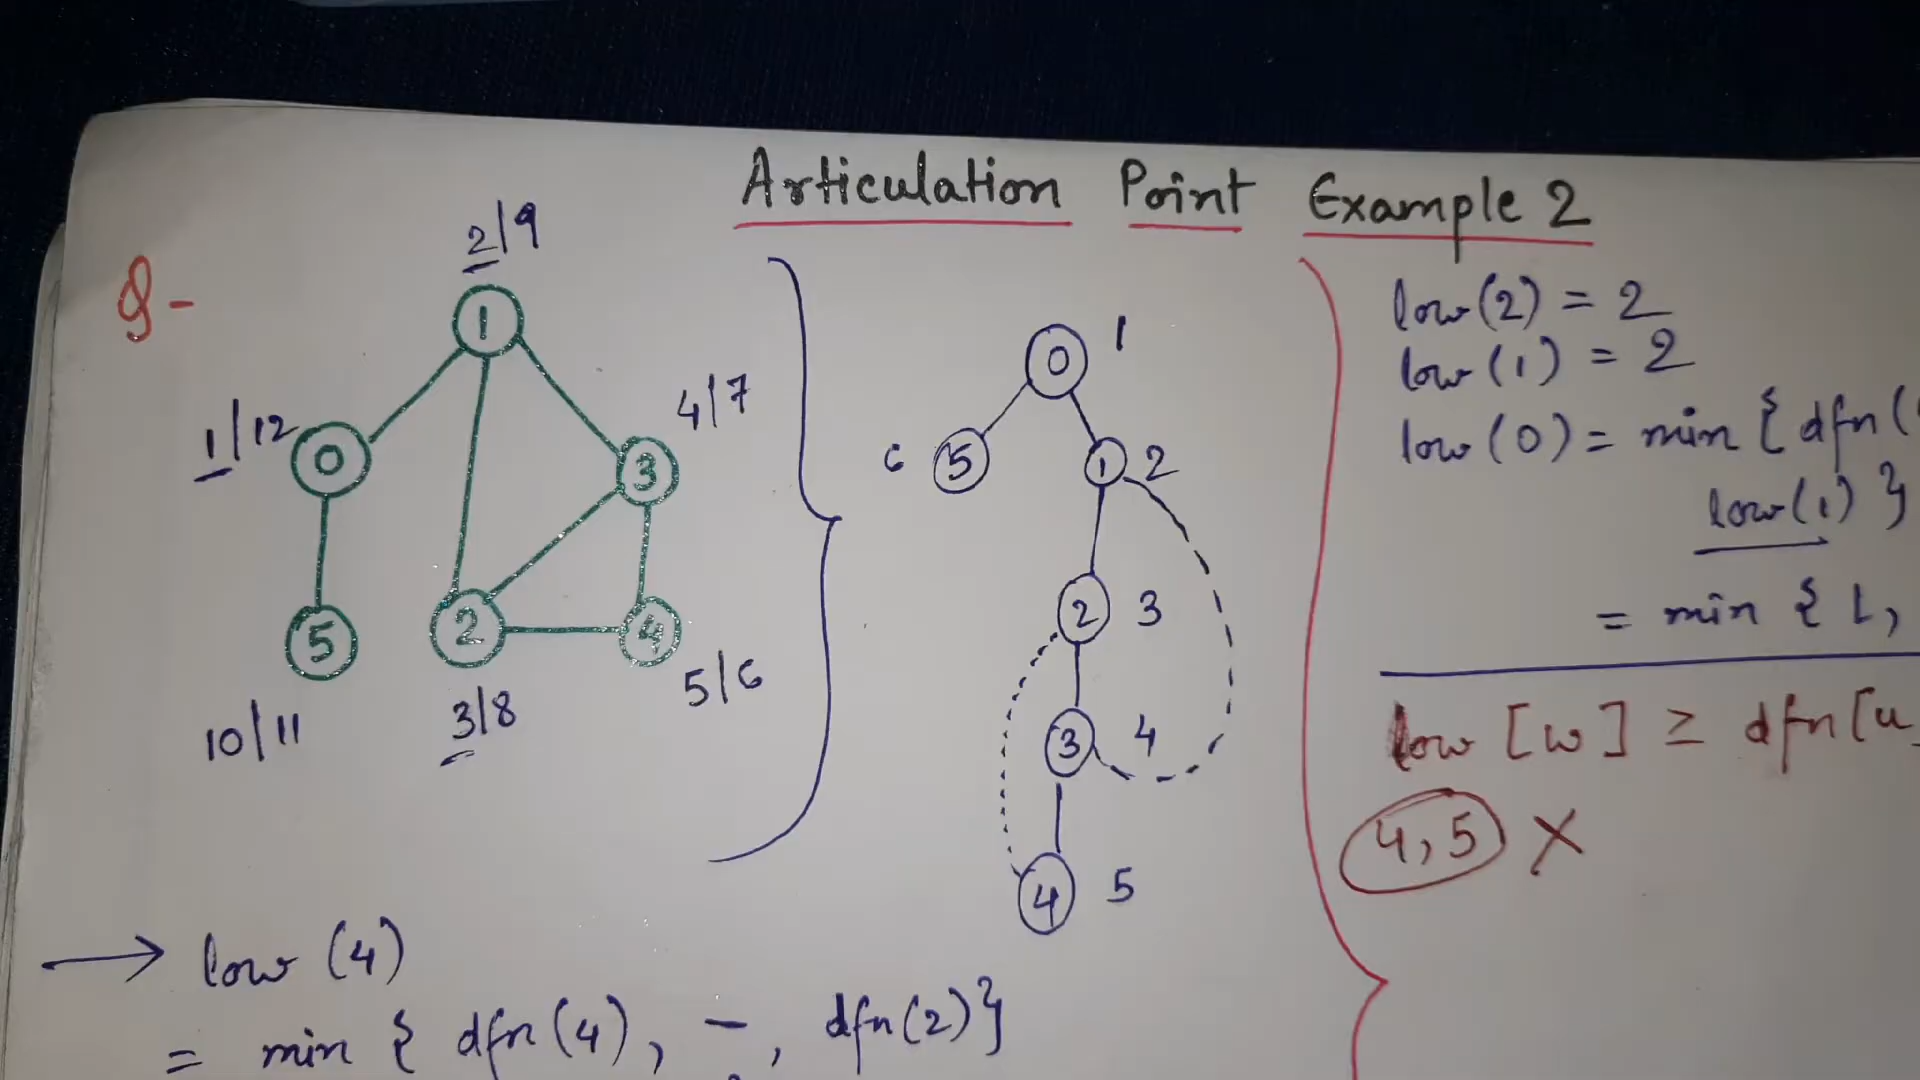 Articulation Point Example 2
Q-
2/9
1
1/12
0
4/7
3
5
2
4
10/11
3/8
5/6
0 1
6 5
1 2
2 3
3 4
4 5
→ low (4)
= min { dfn(4), -, dfn(2)}
low(2) = 2
low(1) = 2
low(0) = min { dfn(
low(1) }
= min { 1,
low [w] ≥ dfn[u
4,5 X